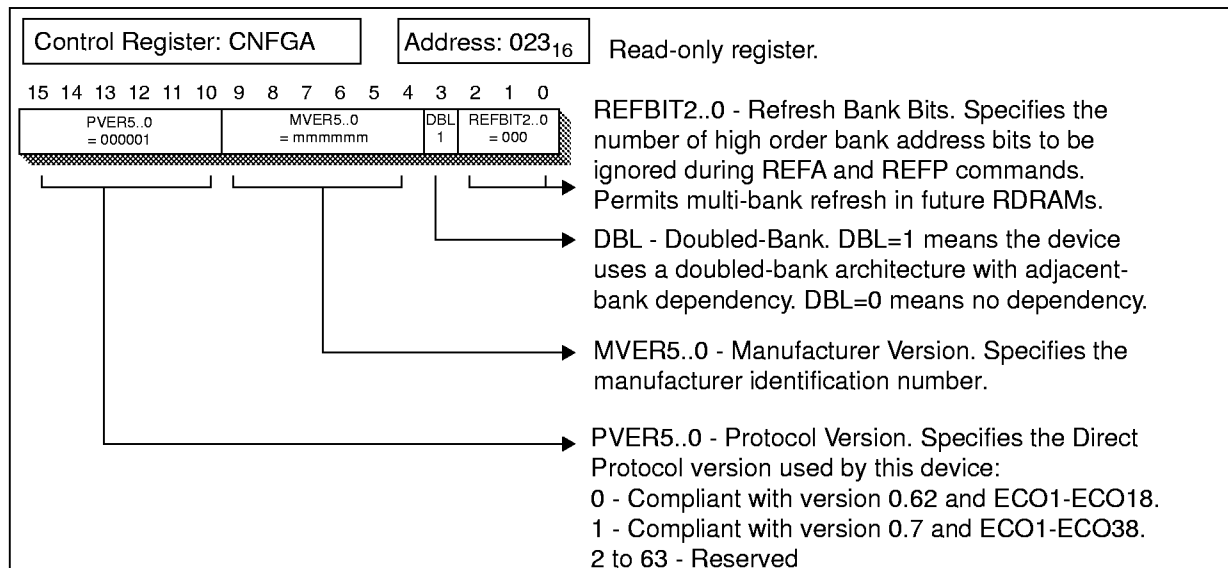 Control Register: CNFGA
Address: 023₁₆
Read-only register.
15 14 13 12 11 10 9 8 7 6 5 4 3 2 1 0
PVER5..0 MVER5..0 DBL REFBIT2..0
= 000001 = mmmmmmm 1 = 000
REFBIT2..0 - Refresh Bank Bits. Specifies the
number of high order bank address bits to be
ignored during REFA and REFP commands.
Permits multi-bank refresh in future RDRAMs.
DBL - Doubled-Bank. DBL=1 means the device
uses a doubled-bank architecture with adjacent-
bank dependency. DBL=0 means no dependency.
MVER5..0 - Manufacturer Version. Specifies the
manufacturer identification number.
PVER5..0 - Protocol Version. Specifies the Direct
Protocol version used by this device:
0 - Compliant with version 0.62 and ECO1-ECO18.
1 - Compliant with version 0.7 and ECO1-ECO38.
2 to 63 - Reserved